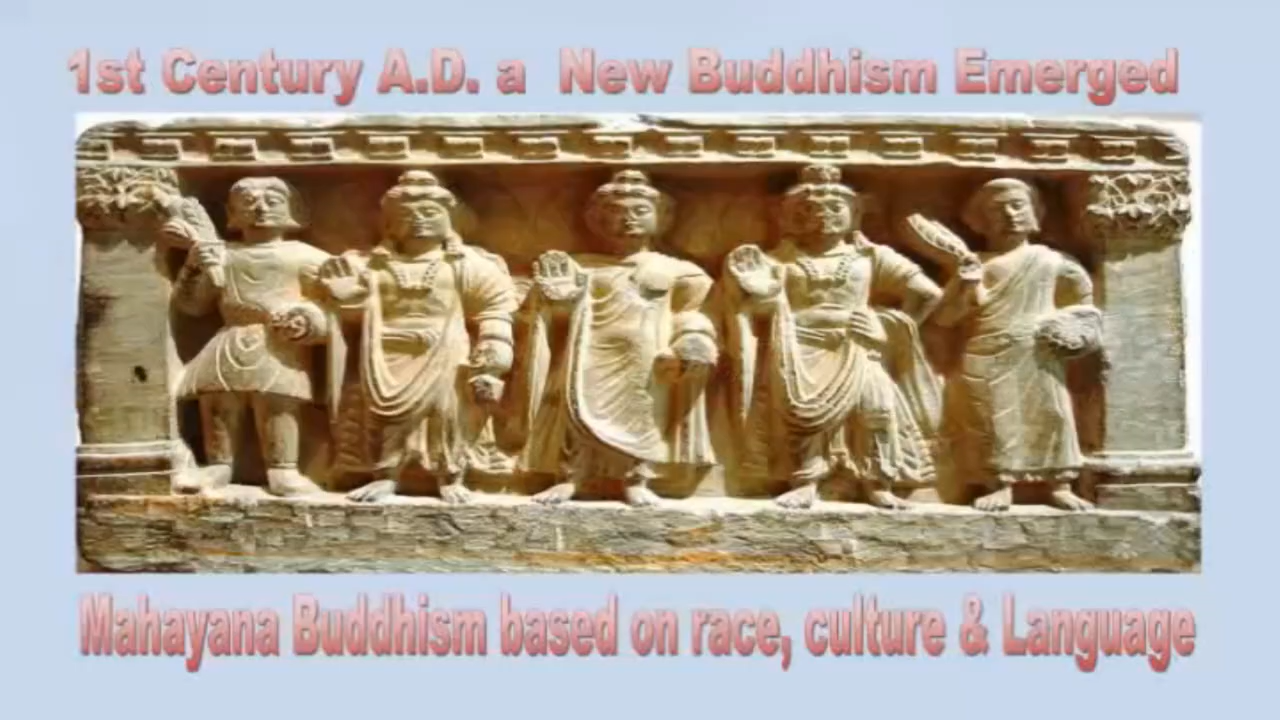 1st Century A.D. a New Buddhism Emerged
Mahayana Buddhism based on race, culture & Language